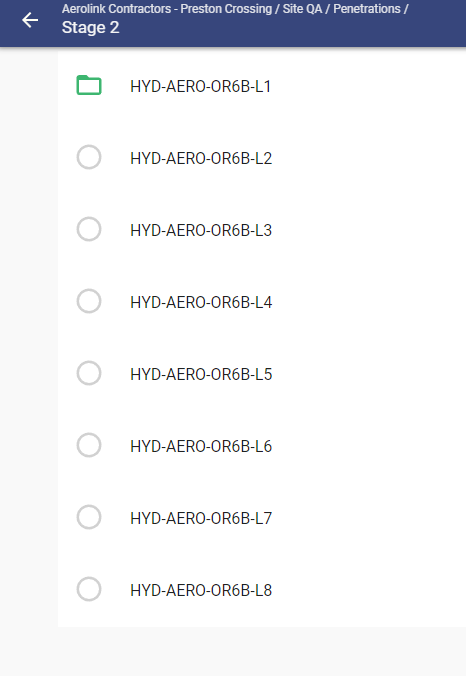 Aerolink Contractors - Preston Crossing / Site QA / Penetrations /
Stage 2
HYD-AERO-OR6B-L1
HYD-AERO-OR6B-L2
HYD-AERO-OR6B-L3
HYD-AERO-OR6B-L4
HYD-AERO-OR6B-L5
HYD-AERO-OR6B-L6
HYD-AERO-OR6B-L7
HYD-AERO-OR6B-L8